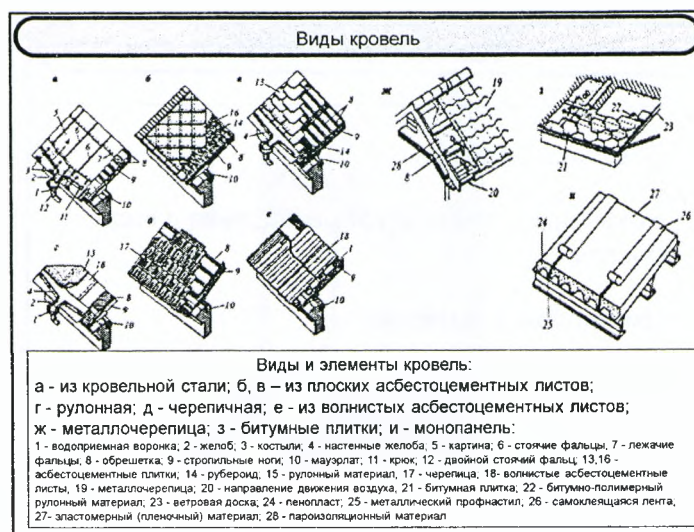 Виды кровель
а
б
в
ж
з
г
д
е
и
Виды и элементы кровель:
а - из кровельной стали; б, в – из плоских асбестоцементных листов;
г - рулонная; д - черепичная; е - из волнистых асбестоцементных листов;
ж - металлочерепица; з - битумные плитки; и - монопанель:
1 - водоприемная воронка; 2 - желоб; 3 - костыли; 4 - настенные желоба; 5 - картина; 6 - стоячие фальцы, 7 - лежачие
фальцы, 8 - обрешетка; 9 - стропильные ноги; 10 - мауэрлат; 11 - крюк; 12 - двойной стоячий фальц; 13,16 -
асбестоцементные плитки; 14 - рубероид; 15 - рулонный материал, 17 - черепица, 18- волнистые асбестоцементные
листы, 19 - металлочерепица; 20 - направление движения воздуха, 21 - битумная плитка; 22 - битумно-полимерный
рулонный материал; 23 - ветровая доска; 24 - пенопласт; 25 - металлический профнастил, 26 - самоклеящаяся лента,
27- эластомерный (пленочный) материал; 28 - пароизоляционный материал